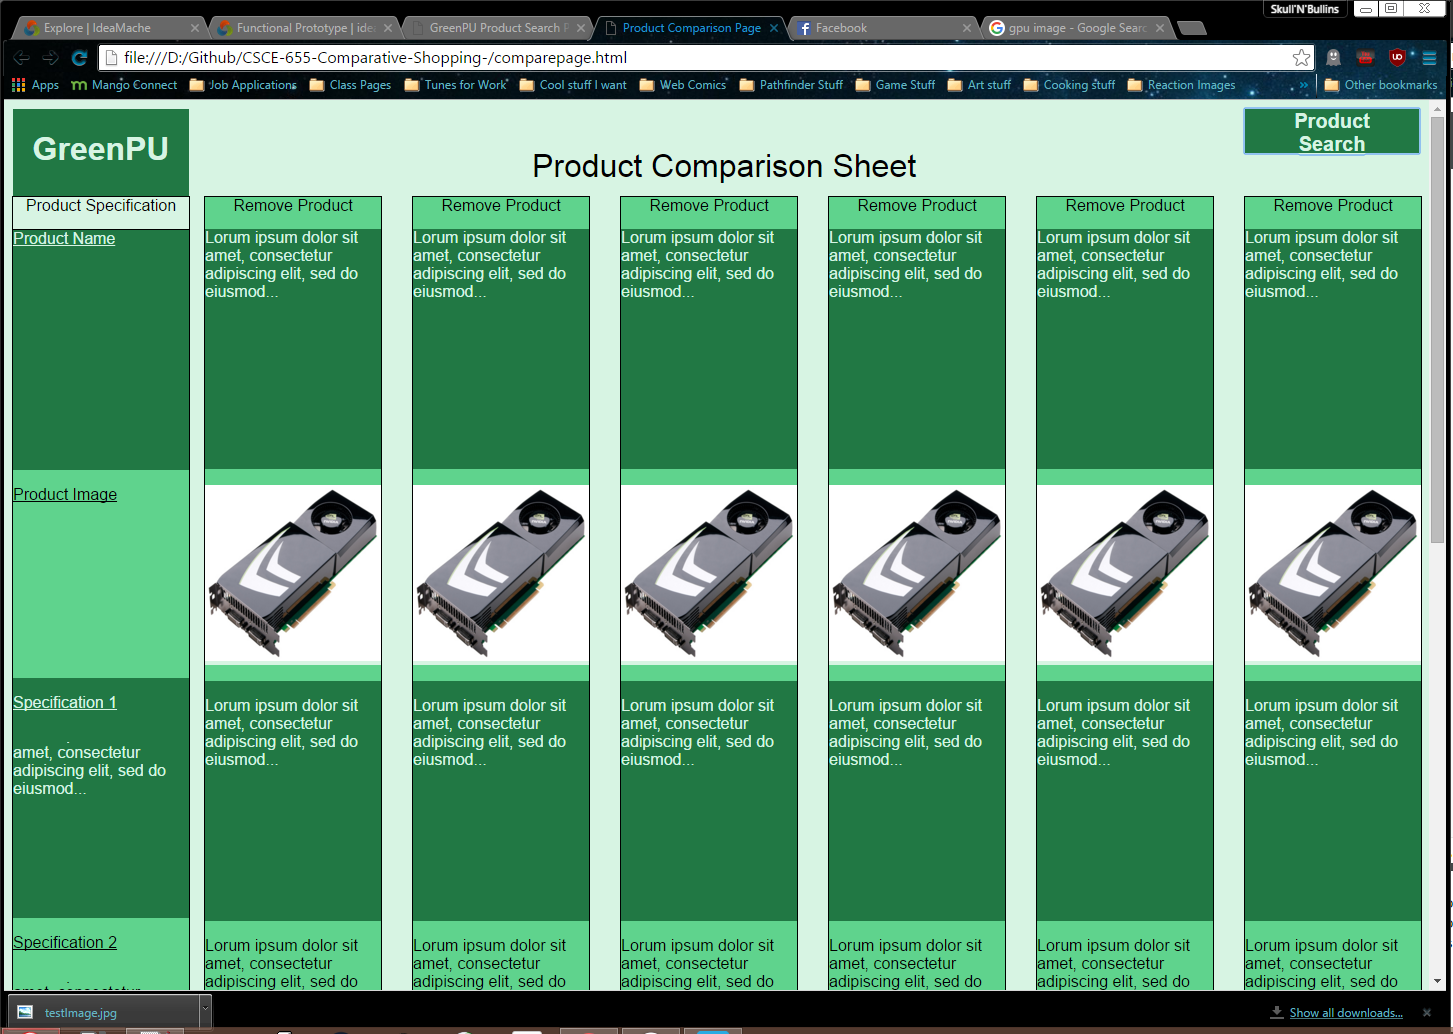 Skull'N'Bullins
Explore | IdeaMache
Functional Prototype | idea
GreenPU Product Search P
Product Comparison Page
Facebook
gpu image - Google Searc
file:///D:/Github/CSCE-655-Comparative-Shopping-/comparepage.html
Apps
Mango Connect
Job Applications
Class Pages
Tunes for Work
Cool stuff I want
Web Comics
Pathfinder Stuff
Game Stuff
Art stuff
Cooking stuff
Reaction Images
»
Other bookmarks
GreenPU
Product Comparison Sheet
Product
Search
Product Specification
Remove Product
Remove Product
Remove Product
Remove Product
Remove Product
Remove Product
Product Name
Lorum ipsum dolor sit
amet, consectetur
adipiscing elit, sed do
eiusmod...
Lorum ipsum dolor sit
amet, consectetur
adipiscing elit, sed do
eiusmod...
Lorum ipsum dolor sit
amet, consectetur
adipiscing elit, sed do
eiusmod...
Lorum ipsum dolor sit
amet, consectetur
adipiscing elit, sed do
eiusmod...
Lorum ipsum dolor sit
amet, consectetur
adipiscing elit, sed do
eiusmod...
Lorum ipsum dolor sit
amet, consectetur
adipiscing elit, sed do
eiusmod...
Product Image
Specification 1
amet, consectetur
adipiscing elit, sed do
eiusmod...
Lorum ipsum dolor sit
amet, consectetur
adipiscing elit, sed do
eiusmod...
Lorum ipsum dolor sit
amet, consectetur
adipiscing elit, sed do
eiusmod...
Lorum ipsum dolor sit
amet, consectetur
adipiscing elit, sed do
eiusmod...
Lorum ipsum dolor sit
amet, consectetur
adipiscing elit, sed do
eiusmod...
Lorum ipsum dolor sit
amet, consectetur
adipiscing elit, sed do
eiusmod...
Lorum ipsum dolor sit
amet, consectetur
adipiscing elit, sed do
eiusmod...
Specification 2
Lorum ipsum dolor sit
amet, consectetur
adipiscing elit, sed do
Lorum ipsum dolor sit
amet, consectetur
adipiscing elit, sed do
Lorum ipsum dolor sit
amet, consectetur
adipiscing elit, sed do
Lorum ipsum dolor sit
amet, consectetur
adipiscing elit, sed do
Lorum ipsum dolor sit
amet, consectetur
adipiscing elit, sed do
Lorum ipsum dolor sit
amet, consectetur
adipiscing elit, sed do
testImage.jpg
Show all downloads...